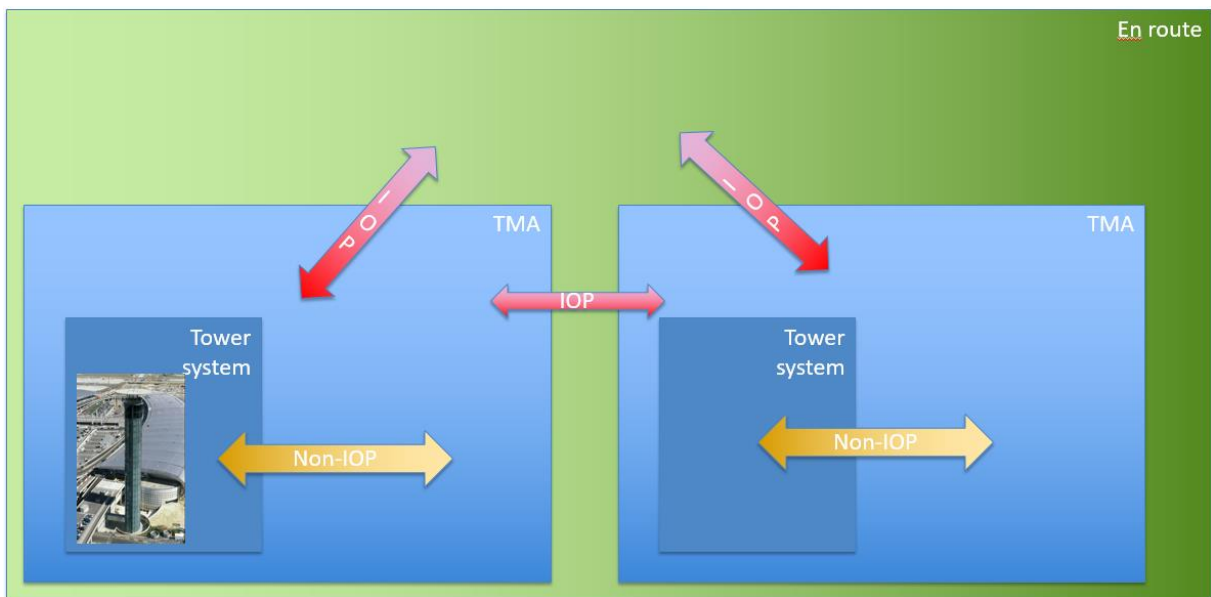 En route
IOP
IOP
TMA
TMA
IOP
Tower
system
Tower
system
Non-IOP
Non-IOP